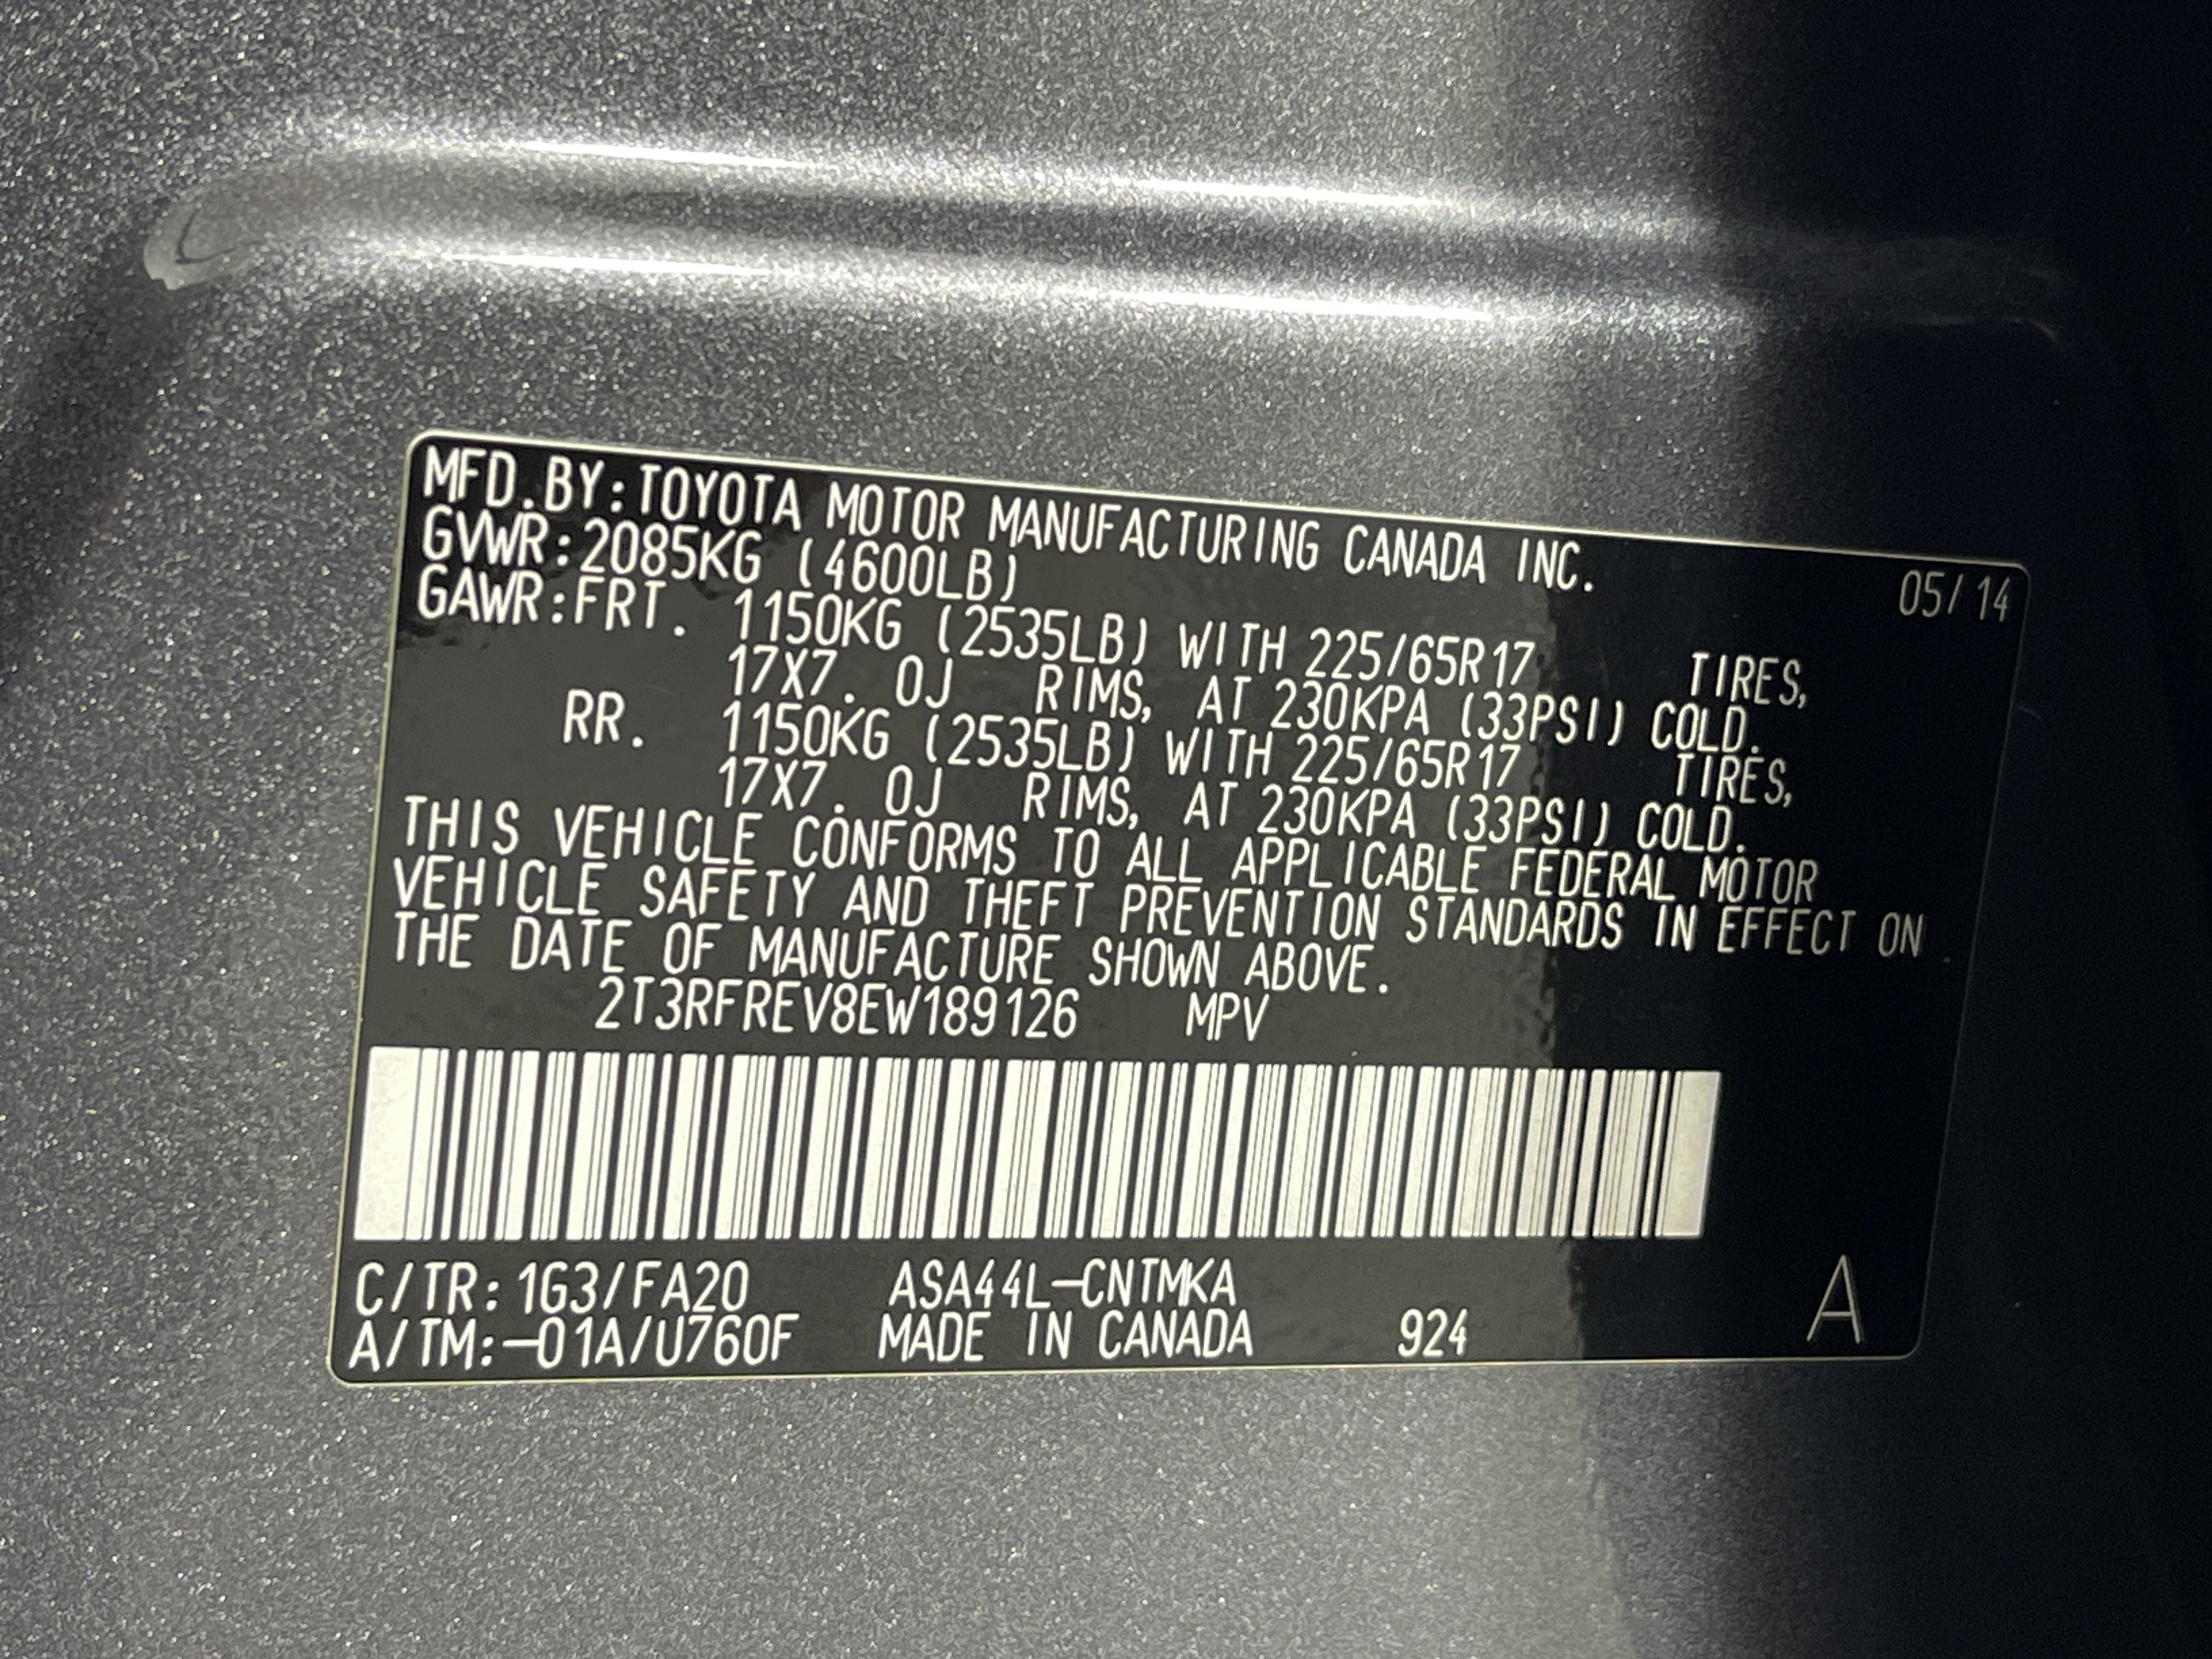 MFD.BY:TOYOTA MOTOR MANUFACTURING CANADA INC. 05/14
GVWR:2085KG (4600LB)
GAWR:FRT. 1150KG (2535LB) WITH 225/65R17 TIRES,
17X7. 0J RIMS, AT 230KPA (33PSI) COLD.
RR. 1150KG (2535LB) WITH 225/65R17 TIRES,
17X7. 0J RIMS, AT 230KPA (33PSI) COLD.
THIS VEHICLE CONFORMS TO ALL APPLICABLE FEDERAL MOTOR
VEHICLE SAFETY AND THEFT PREVENTION STANDARDS IN EFFECT ON
THE DATE OF MANUFACTURE SHOWN ABOVE.
2T3RFREV8EW189126 MPV
C/TR:1G3/FA20 ASA44L-CNTMKA
A/TM:-01A/U760F MADE IN CANADA 924 A